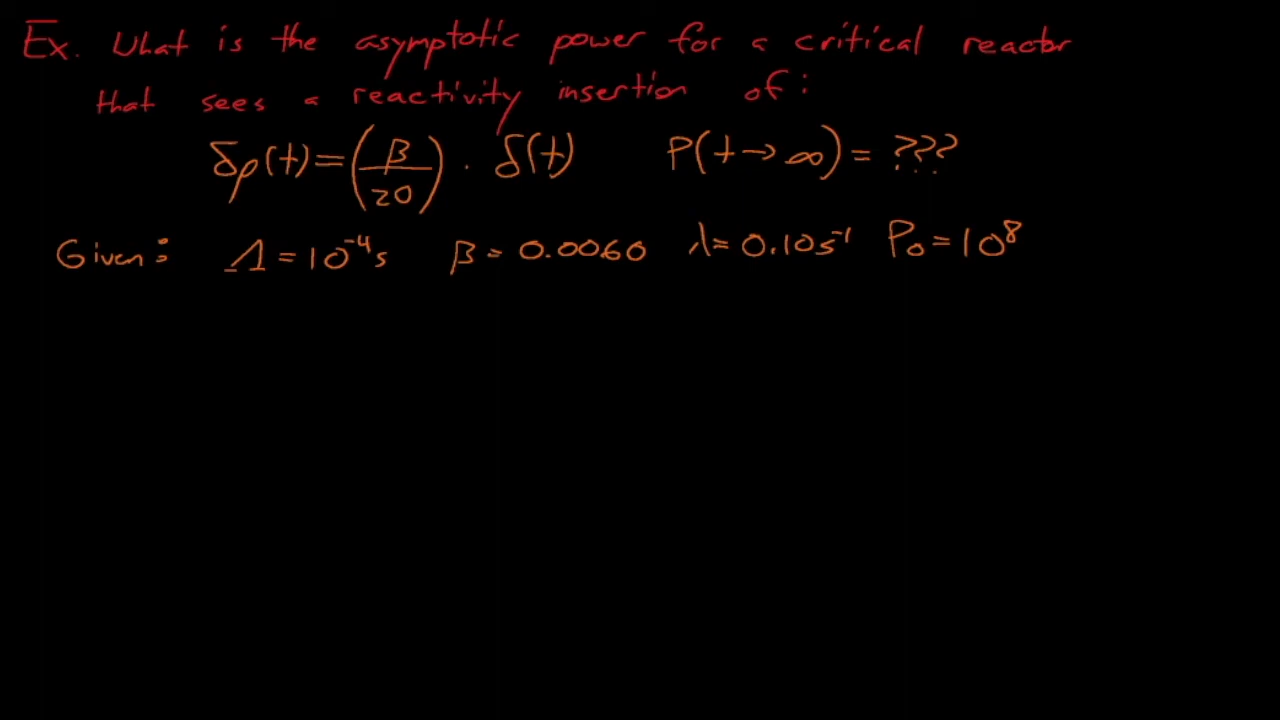 Ex. What is the asymptotic power for a critical reactor
that sees a reactivity insertion of:
δρ(t)=(β/20)·δ(t) P(t→∞)= ???
Given: Λ=10⁻⁴s β=0.0060 λ=0.10s⁻¹ P₀=10⁸